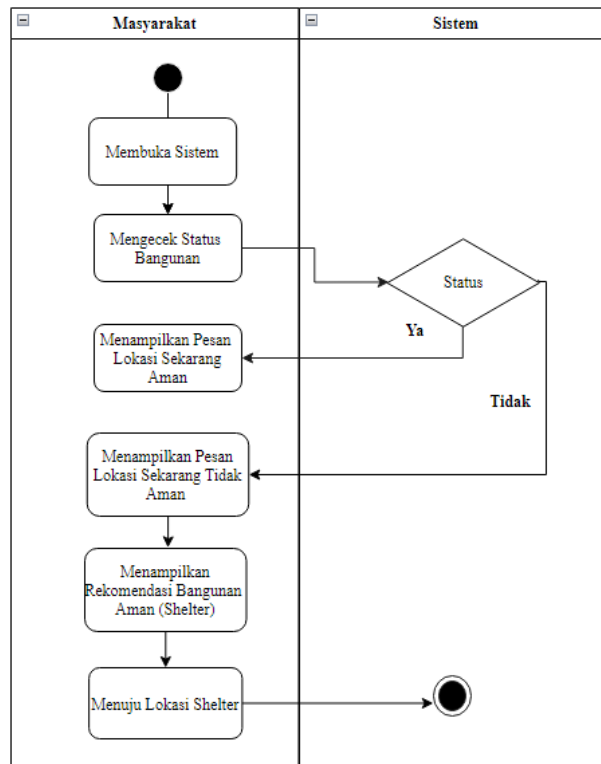 Masyarakat
Sistem
Membuka Sistem
Mengecek Status
Bangunan
Status
Ya
Menampilkan Pesan
Lokasi Sekarang
Aman
Tidak
Menampilkan Pesan
Lokasi Sekarang Tidak
Aman
Menampilkan
Rekomendasi Bangunan
Aman (Shelter)
Menuju Lokasi Shelter